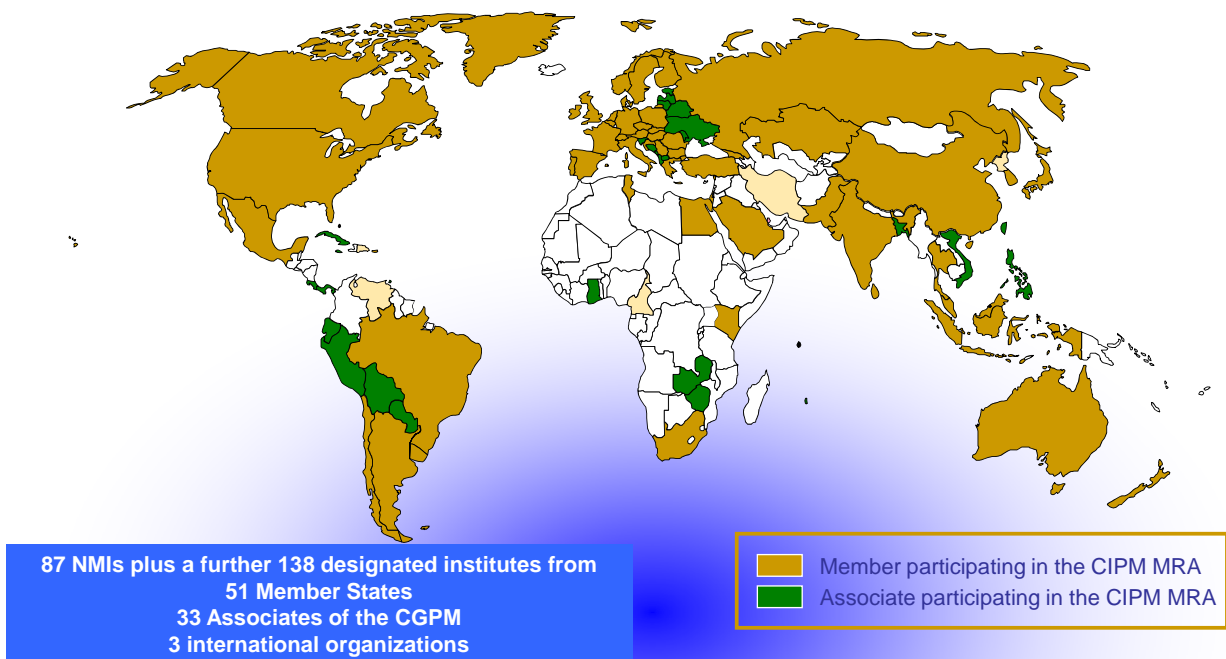 87 NMIs plus a further 138 designated institutes from
51 Member States
33 Associates of the CGPM
3 international organizations
Member participating in the CIPM MRA
Associate participating in the CIPM MRA